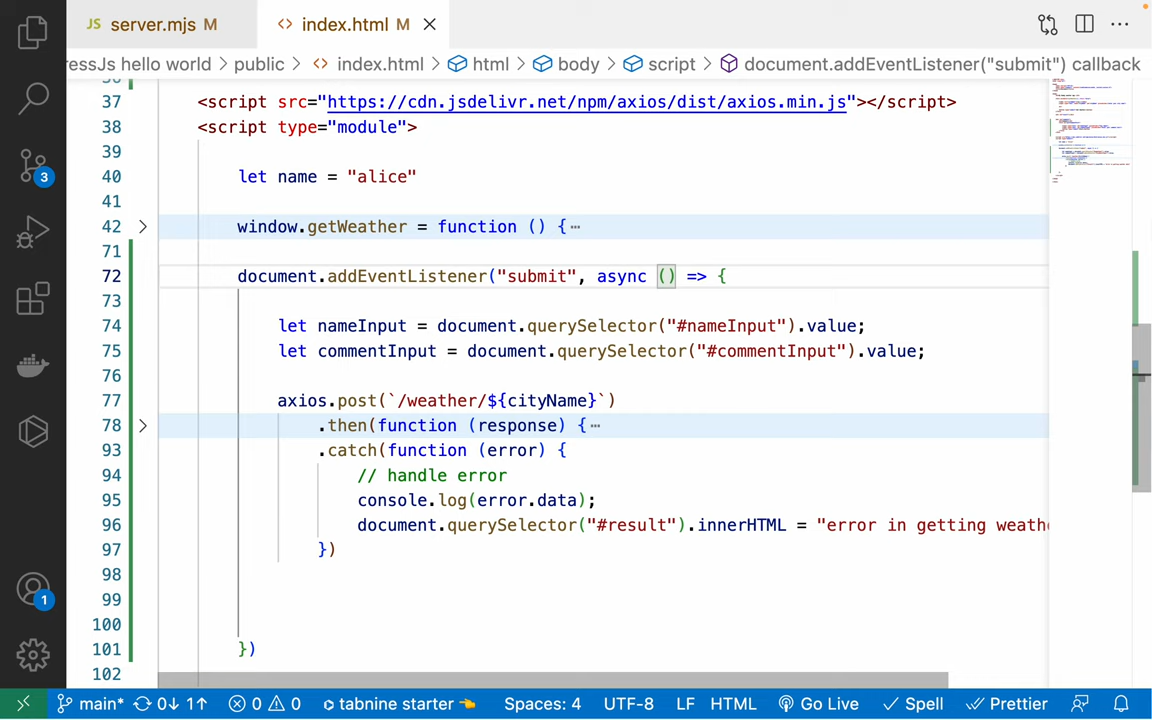 JS server.mjs M
<> index.html M
ressJs hello world > public > <> index.html > html > body > script > document.addEventListener("submit") callback
37 <script src="https://cdn.jsdelivr.net/npm/axios/dist/axios.min.js"></script>
38 <script type="module">
39
40 let name = "alice"
41
42 window.getWeather = function () {⋯
71
72 document.addEventListener("submit", async () => {
73
74 let nameInput = document.querySelector("#nameInput").value;
75 let commentInput = document.querySelector("#commentInput").value;
76
77 axios.post(`/weather/${cityName}`)
78 .then(function (response) {⋯
93 .catch(function (error) {
94 // handle error
95 console.log(error.data);
96 document.querySelector("#result").innerHTML = "error in getting weath
97 })
98
99
100
101 })
102
3
1
main* 0↓ 1↑ 0 0 tabnine starter 👈 Spaces: 4 UTF-8 LF HTML Go Live Spell Prettier